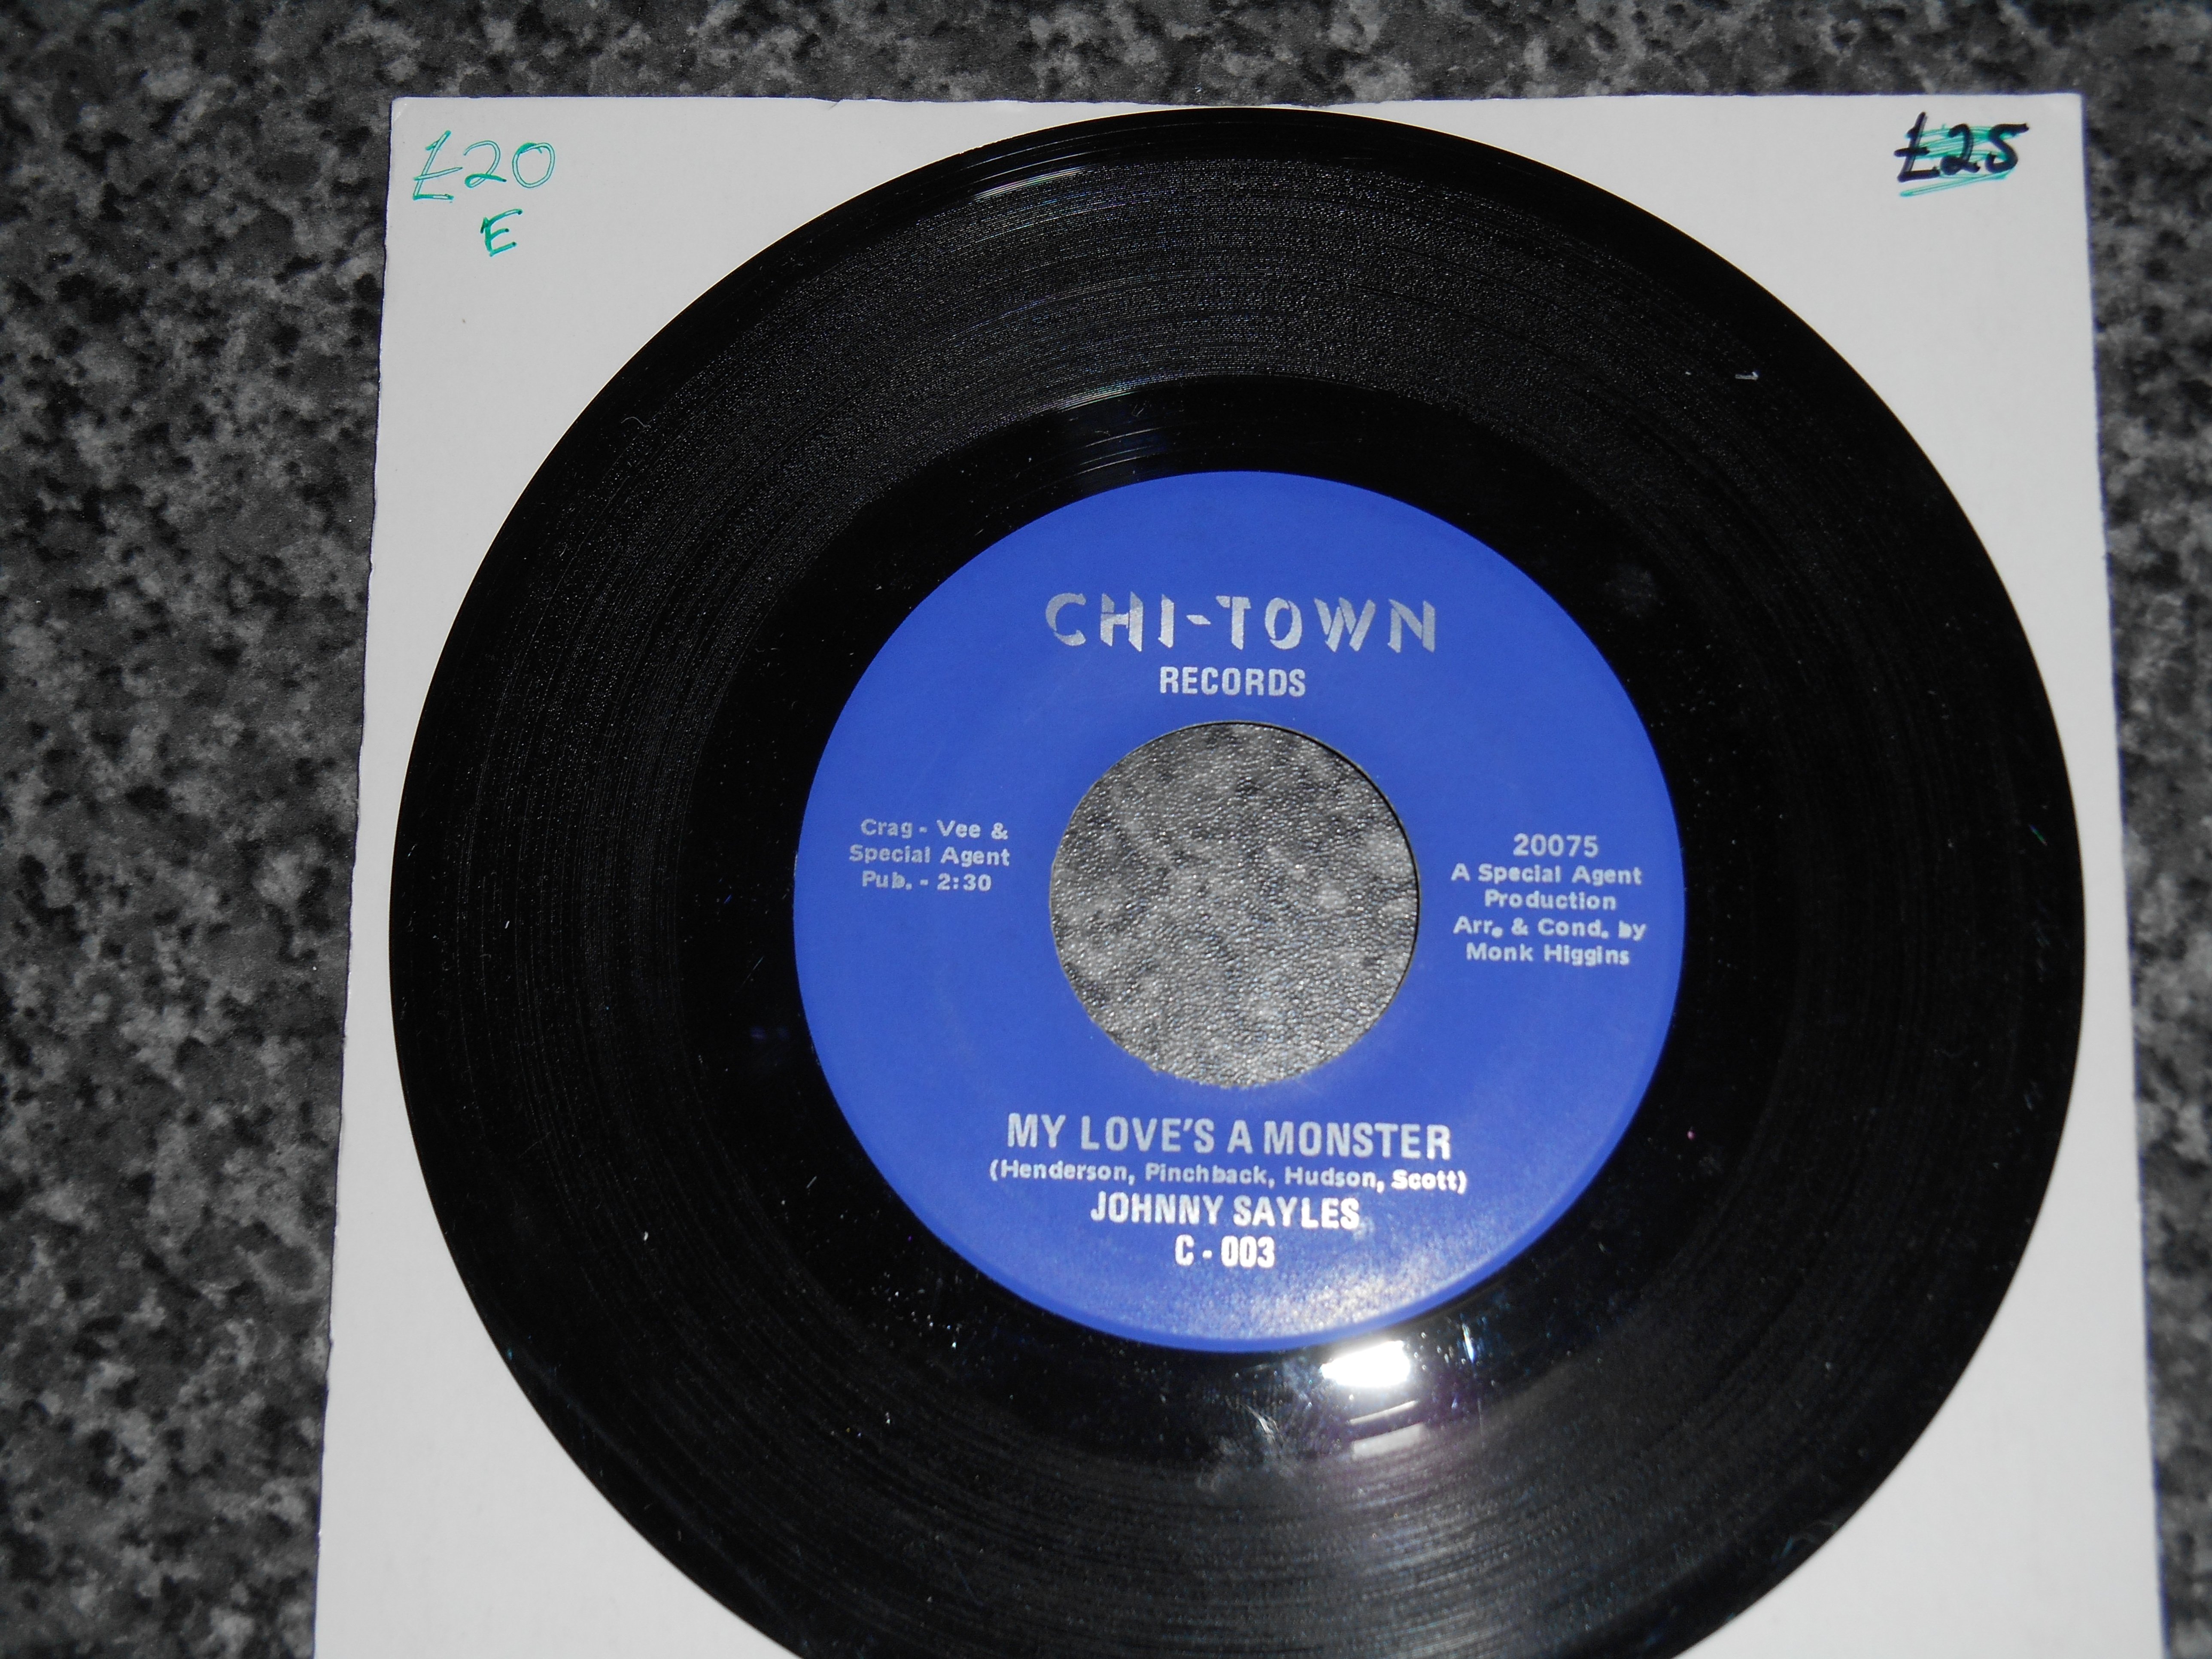 £20
E
£25
CHI-TOWN
RECORDS
Crag - Vee &
Special Agent
Pub. - 2:30
20075
A Special Agent
Production
Arr. & Cond. by
Monk Higgins
MY LOVE'S A MONSTER
(Henderson, Pinchback, Hudson, Scott)
JOHNNY SAYLES
C - 003